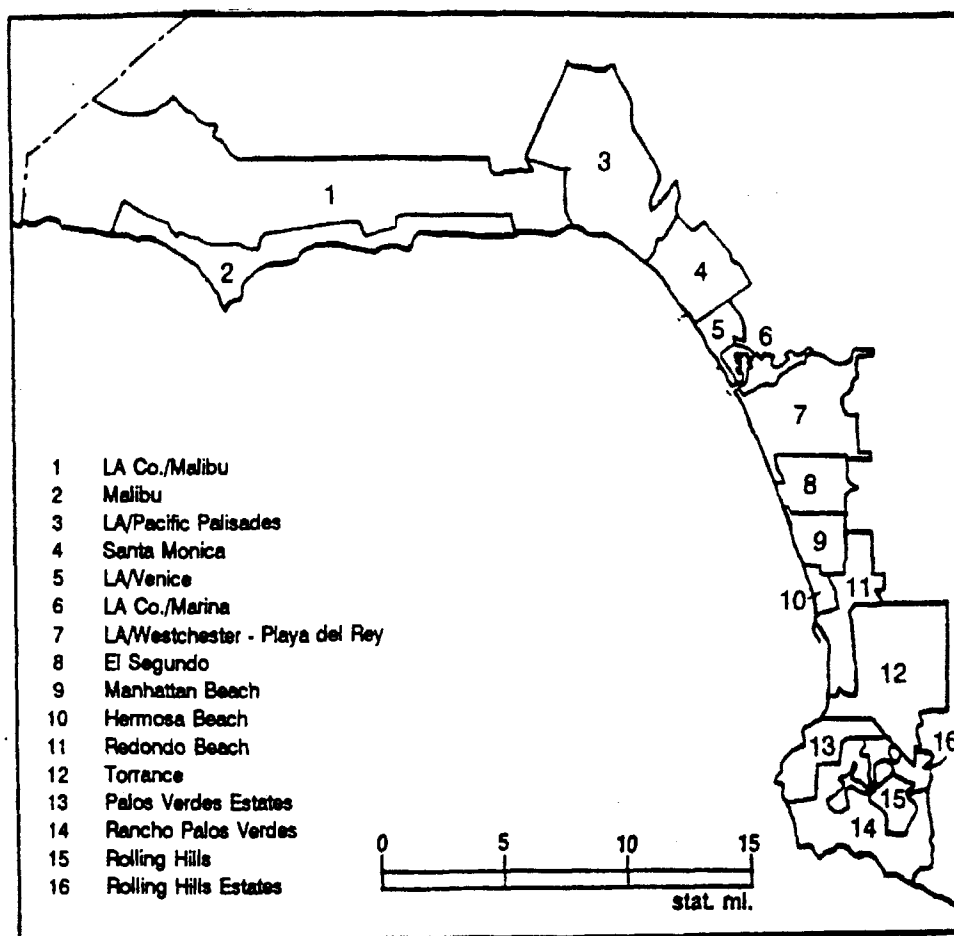 3
1
4
2
5
6
7
1 LA Co./Malibu
2 Malibu
8
3 LA/Pacific Palisades
4 Santa Monica
9
5 LA/Venice
6 LA Co./Marina
10
11
7 LA/Westchester - Playa del Rey
8 El Segundo
12
9 Manhattan Beach
10 Hermosa Beach
11 Redondo Beach
13
16
12 Torrance
13 Palos Verdes Estates
15
14 Rancho Palos Verdes
14
15 Rolling Hills
16 Rolling Hills Estates
0 5 10 15
stat. mi.